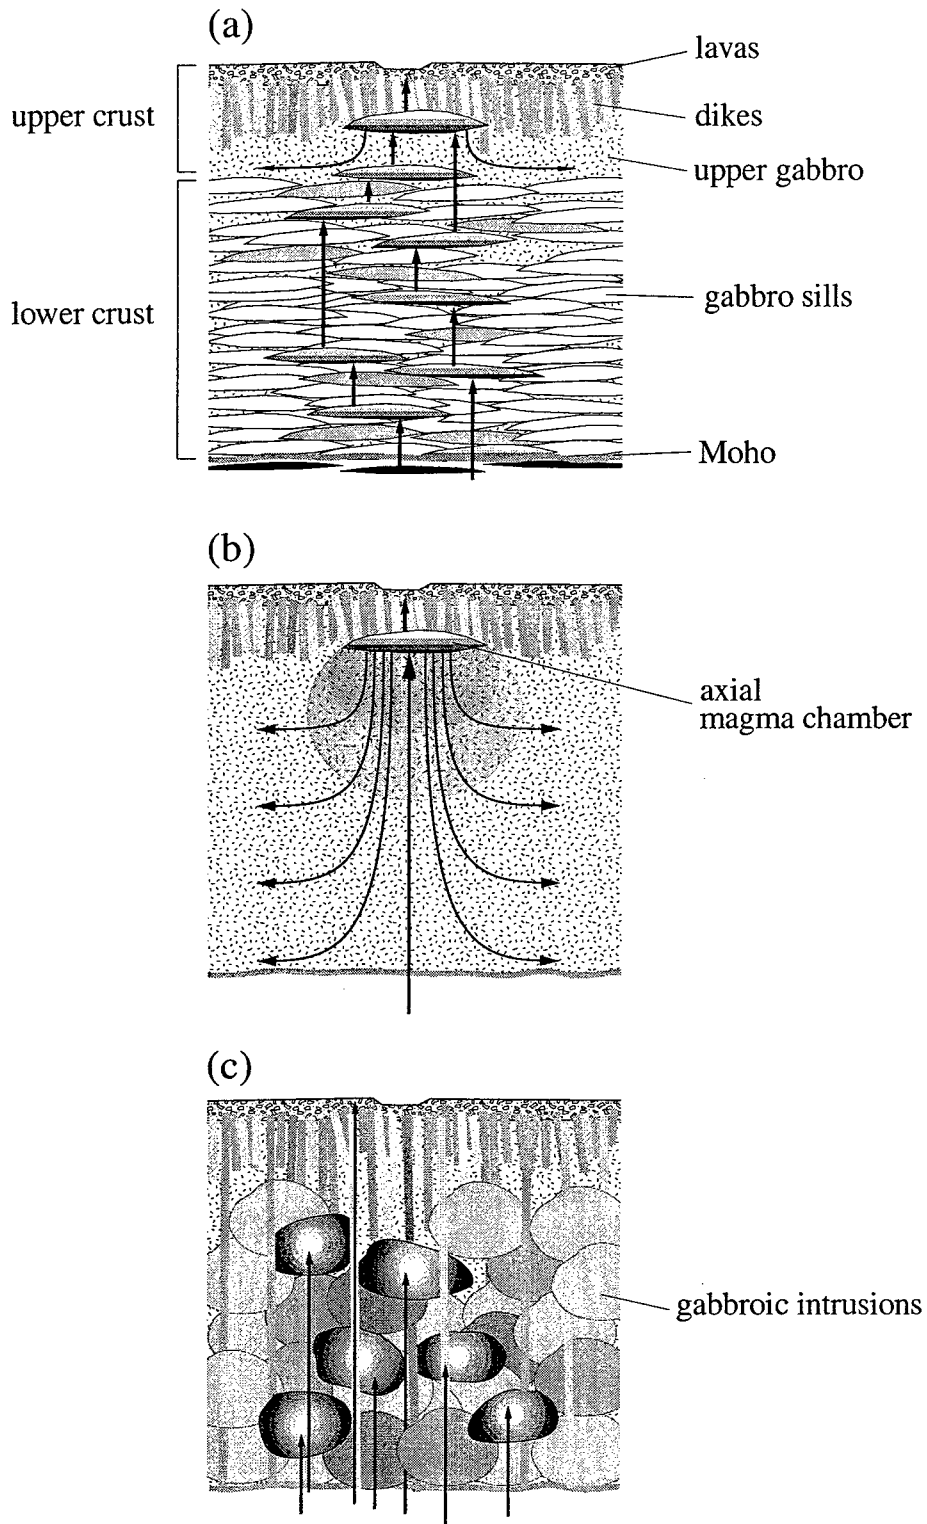 (a)
lavas
upper crust
dikes
upper gabbro
lower crust
gabbro sills
Moho
(b)
axial
magma chamber
(c)
gabbroic intrusions